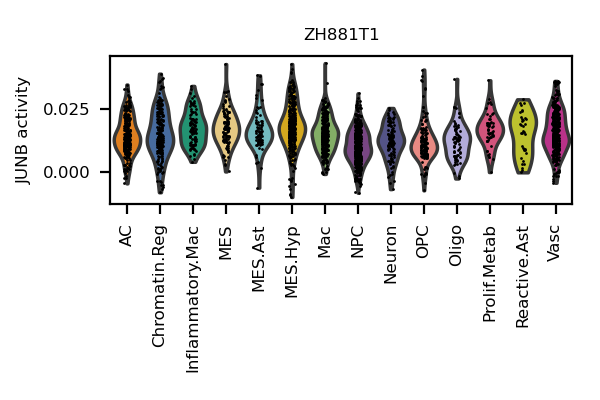 ZH881T1
JUNB activity
0.025
0.000
AC
Chromatin.Reg
Inflammatory.Mac
MES
MES.Ast
MES.Hyp
Mac
NPC
Neuron
OPC
Oligo
Prolif.Metab
Reactive.Ast
Vasc